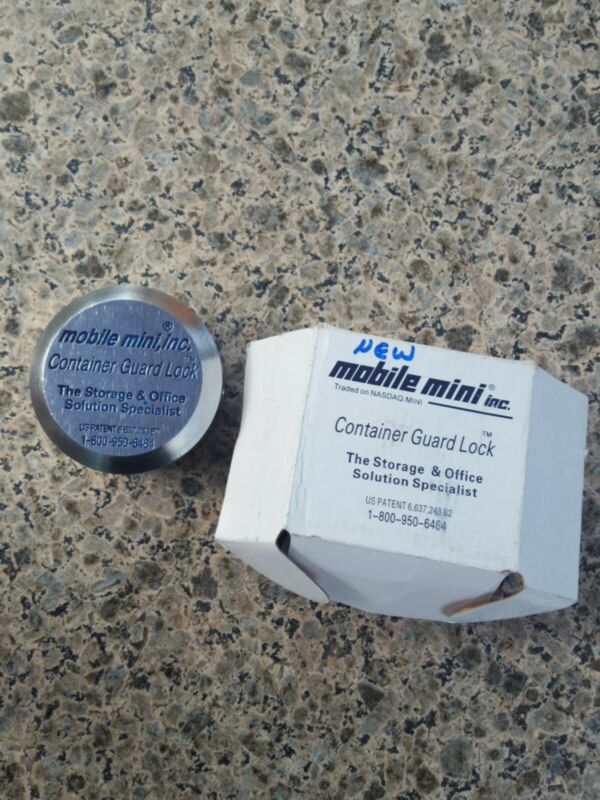 mobile mini, inc.®
Container Guard Lock™
The Storage & Office
Solution Specialist
US PATENT 6,637,243 B2
1-800-950-6464
NEW
mobile mini® inc.
Traded on NASDAQ:MINI
Container Guard Lock™
The Storage & Office
Solution Specialist
US PATENT 6,637,243 B2
1-800-950-6464